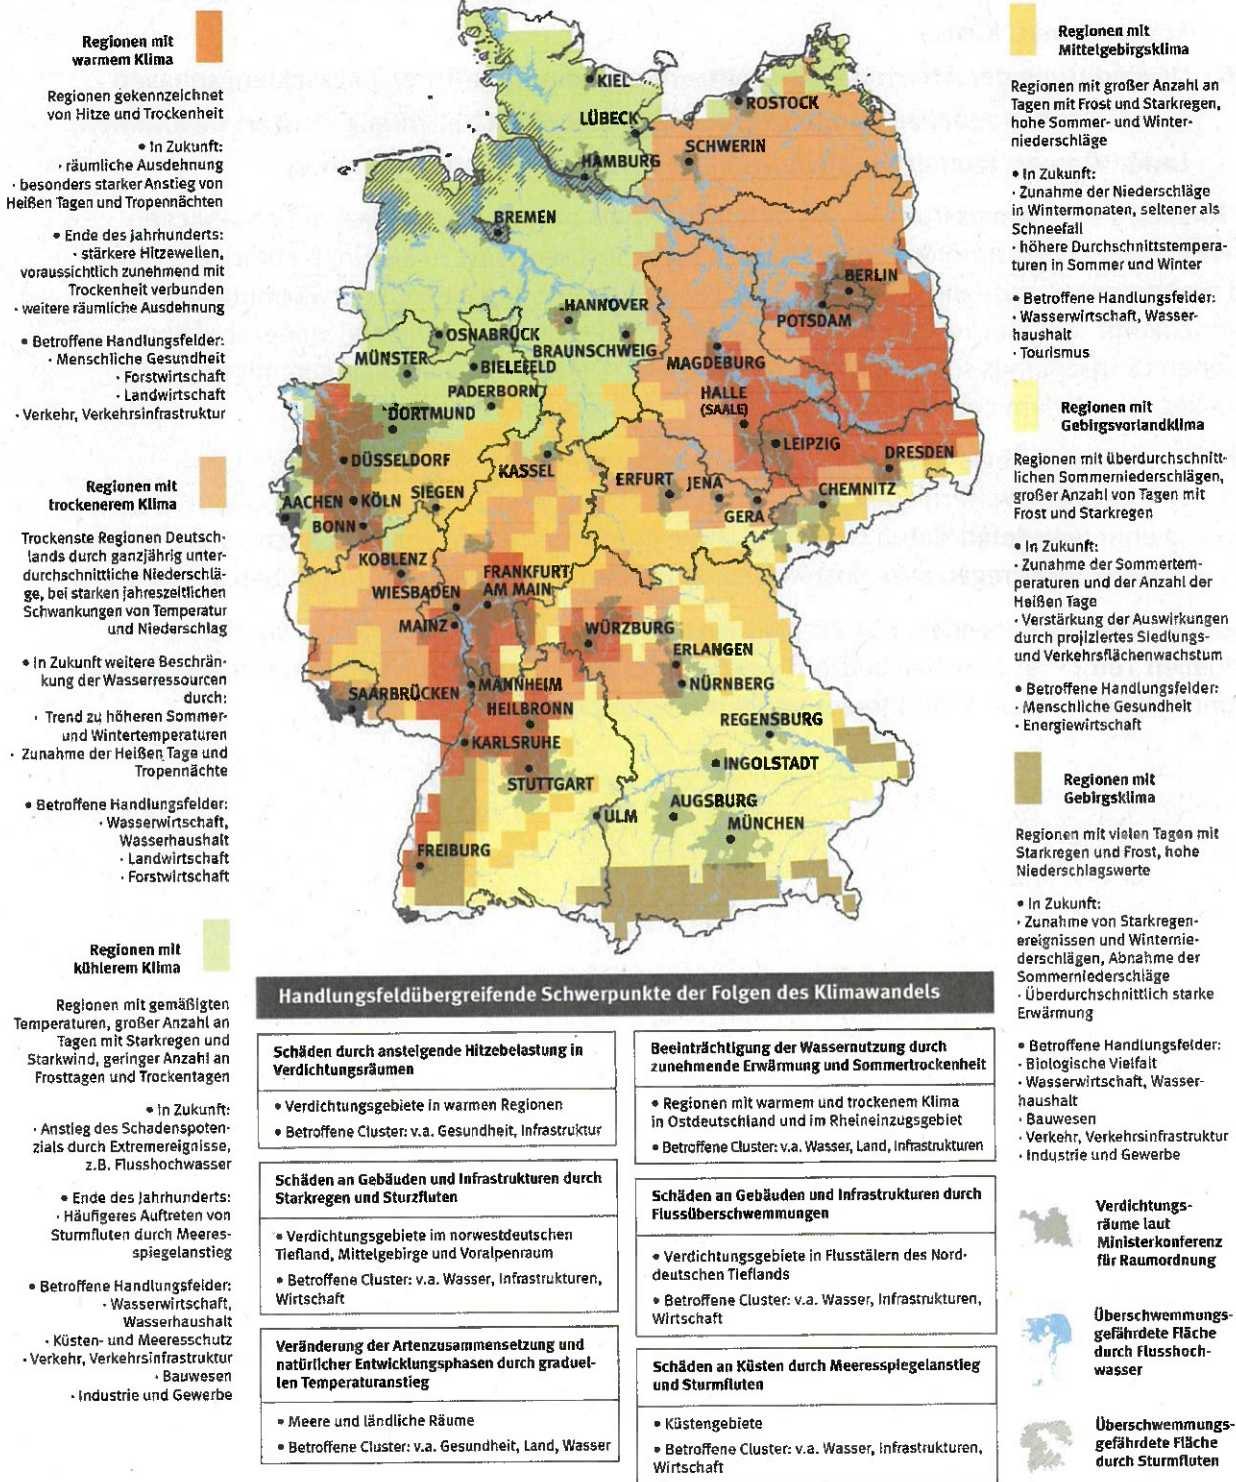 Regionen mit
warmem Klima
Regionen gekennzeichnet
von Hitze und Trockenheit
• In Zukunft:
· räumliche Ausdehnung
· besonders starker Anstieg von
Heißen Tagen und Tropennächten
• Ende des Jahrhunderts:
· stärkere Hitzewellen,
voraussichtlich zunehmend mit
Trockenheit verbunden
· weitere räumliche Ausdehnung
• Betroffene Handlungsfelder:
· Menschliche Gesundheit
· Forstwirtschaft
· Landwirtschaft
· Verkehr, Verkehrsinfrastruktur
Regionen mit
trockenerem Klima
Trockenste Regionen Deutsch-
lands durch ganzjährig unter-
durchschnittliche Niederschlä-
ge, bei starken jahreszeitlichen
Schwankungen von Temperatur
und Niederschlag
• In Zukunft weitere Beschrän-
kung der Wasserressourcen
durch:
· Trend zu höheren Sommer-
und Wintertemperaturen
· Zunahme der Heißen Tage und
Tropennächte
• Betroffene Handlungsfelder:
· Wasserwirtschaft,
Wasserhaushalt
· Landwirtschaft
· Forstwirtschaft
Regionen mit
kühlerem Klima
Regionen mit gemäßigten
Temperaturen, großer Anzahl an
Tagen mit Starkregen und
Starkwind, geringer Anzahl an
Frosttagen und Trockentagen
• In Zukunft:
· Anstieg des Schadenspoten-
zials durch Extremereignisse,
z.B. Flusshochwasser
• Ende des Jahrhunderts:
· Häufigeres Auftreten von
Sturmfluten durch Meeres-
spiegelanstieg
• Betroffene Handlungsfelder:
· Wasserwirtschaft,
Wasserhaushalt
· Küsten- und Meeresschutz
· Verkehr, Verkehrsinfrastruktur
· Bauwesen
· Industrie und Gewerbe
KIEL
ROSTOCK
LÜBECK
SCHWERIN
HAMBURG
BREMEN
BERLIN
HANNOVER
POTSDAM
OSNABRÜCK
BRAUNSCHWEIG
MÜNSTER
BIELEFELD
MAGDEBURG
PADERBORN
HALLE
(SAALE)
DORTMUND
LEIPZIG
DÜSSELDORF
KASSEL
DRESDEN
ERFURT
JENA
CHEMNITZ
AACHEN
KÖLN
SIEGEN
GERA
BONN
KOBLENZ
FRANKFURT
AM MAIN
WIESBADEN
MAINZ
WÜRZBURG
ERLANGEN
SAARBRÜCKEN
MANNHEIM
NÜRNBERG
HEILBRONN
REGENSBURG
KARLSRUHE
INGOLSTADT
STUTTGART
AUGSBURG
ULM
MÜNCHEN
FREIBURG
Regionen mit
Mittelgebirgsklima
Regionen mit großer Anzahl an
Tagen mit Frost und Starkregen,
hohe Sommer- und Winter-
niederschläge
• In Zukunft:
· Zunahme der Niederschläge
in Wintermonaten, seltener als
Schneefall
· höhere Durchschnittstempera-
turen in Sommer und Winter
• Betroffene Handlungsfelder:
· Wasserwirtschaft, Wasser-
haushalt
· Tourismus
Regionen mit
Gebirgsvorlandklima
Regionen mit überdurchschnitt-
lichen Sommerniederschlägen,
großer Anzahl von Tagen mit
Frost und Starkregen
• In Zukunft:
· Zunahme der Sommertem-
peraturen und der Anzahl der
Heißen Tage
· Verstärkung der Auswirkungen
durch projiziertes Siedlungs-
und Verkehrsflächenwachstum
• Betroffene Handlungsfelder:
· Menschliche Gesundheit
· Energiewirtschaft
Regionen mit
Gebirgsklima
Regionen mit vielen Tagen mit
Starkregen und Frost, hohe
Niederschlagswerte
• In Zukunft:
· Zunahme von Starkregen-
ereignissen und Winternie-
derschlägen, Abnahme der
Sommerniederschläge
· Überdurchschnittlich starke
Erwärmung
• Betroffene Handlungsfelder:
· Biologische Vielfalt
· Wasserwirtschaft, Wasser-
haushalt
· Bauwesen
· Verkehr, Verkehrsinfrastruktur
· Industrie und Gewerbe
Verdichtungs-
räume laut
Ministerkonferenz
für Raumordnung
Überschwemmungs-
gefährdete Fläche
durch Flusshoch-
wasser
Überschwemmungs-
gefährdete Fläche
durch Sturmfluten
Handlungsfeldübergreifende Schwerpunkte der Folgen des Klimawandels
Schäden durch ansteigende Hitzebelastung in
Verdichtungsräumen
• Verdichtungsgebiete in warmen Regionen
• Betroffene Cluster: v.a. Gesundheit, Infrastruktur
Schäden an Gebäuden und Infrastrukturen durch
Starkregen und Sturzfluten
• Verdichtungsgebiete im norwestdeutschen
Tiefland, Mittelgebirge und Voralpenraum
• Betroffene Cluster: v.a. Wasser, Infrastrukturen,
Wirtschaft
Veränderung der Artenzusammensetzung und
natürlicher Entwicklungsphasen durch graduel-
len Temperaturanstieg
• Meere und ländliche Räume
• Betroffene Cluster: v.a. Gesundheit, Land, Wasser
Beeinträchtigung der Wassernutzung durch
zunehmende Erwärmung und Sommertrockenheit
• Regionen mit warmem und trockenem Klima
in Ostdeutschland und im Rheineinzugsgebiet
• Betroffene Cluster: v.a. Wasser, Land, Infrastrukturen
Schäden an Gebäuden und Infrastrukturen durch
Flussüberschwemmungen
• Verdichtungsgebiete in Flusstälern des Nord-
deutschen Tieflands
• Betroffene Cluster: v.a. Wasser, Infrastrukturen,
Wirtschaft
Schäden an Küsten durch Meeresspiegelanstieg
und Sturmfluten
• Küstengebiete
• Betroffene Cluster: v.a. Wasser, Infrastrukturen,
Wirtschaft